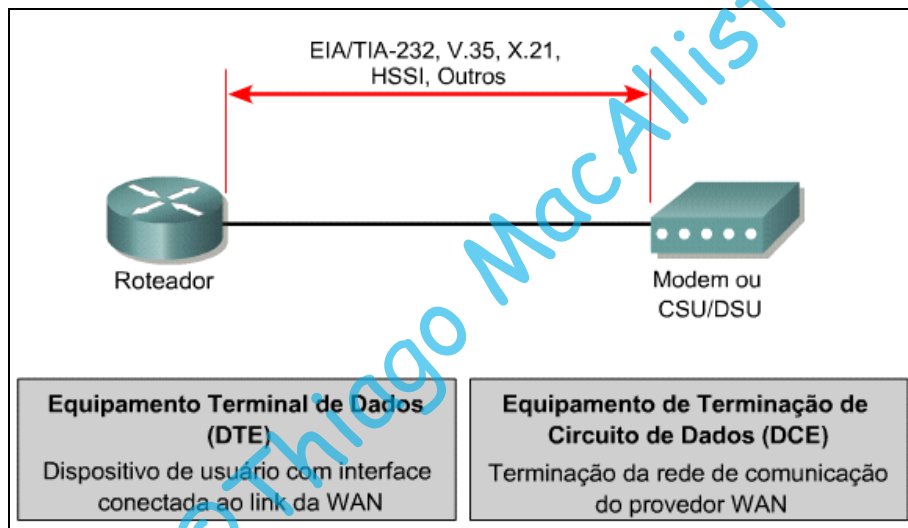 EIA/TIA-232, V.35, X.21,
HSSI, Outros
Roteador
Modem ou
CSU/DSU
Equipamento Terminal de Dados
(DTE)
Dispositivo de usuário com interface
conectada ao link da WAN
Equipamento de Terminação de
Circuito de Dados (DCE)
Terminação da rede de comunicação
do provedor WAN
© Thiago MacAllist